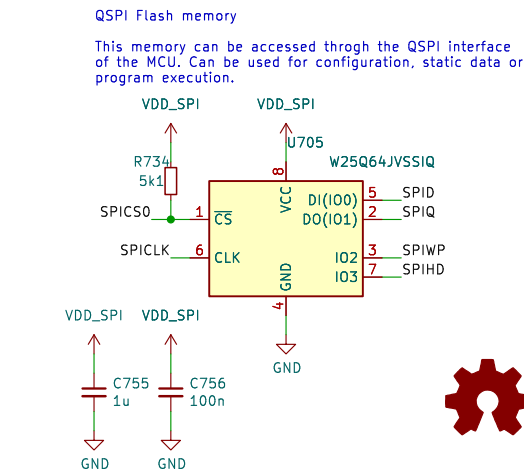 QSPI Flash memory
This memory can be accessed throgh the QSPI interface
of the MCU. Can be used for configuration, static data or
program execution.
VDD_SPI VDD_SPI
U705
R734 W25Q64JVSSIQ
5k1
8
VCC
SPICS0 1 CS DI(IO0) 5 SPID
DO(IO1) 2 SPIQ
SPICLK 6 CLK IO2 3 SPIWP
IO3 7 SPIHD
GND
4
GND
VDD_SPI VDD_SPI
C755 C756
1u 100n
GND GND